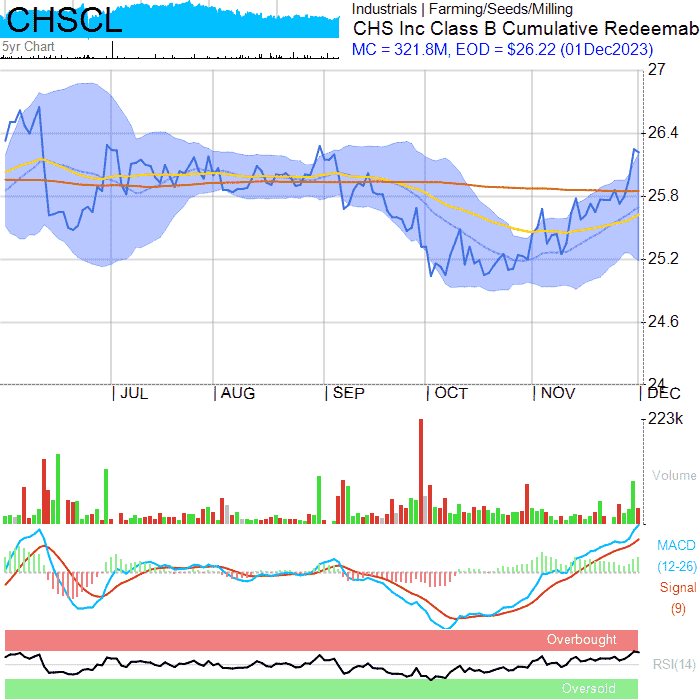 CHSCL
5yr Chart
Industrials | Farming/Seeds/Milling
CHS Inc Class B Cumulative Redeemab
MC = 321.8M, EOD = $26.22 (01Dec2023)
27
26.4
25.8
25.2
24.6
24
JUL AUG SEP OCT NOV DEC
223k
Volume
MACD
(12-26)
Signal
(9)
Overbought
RSI(14)
Oversold